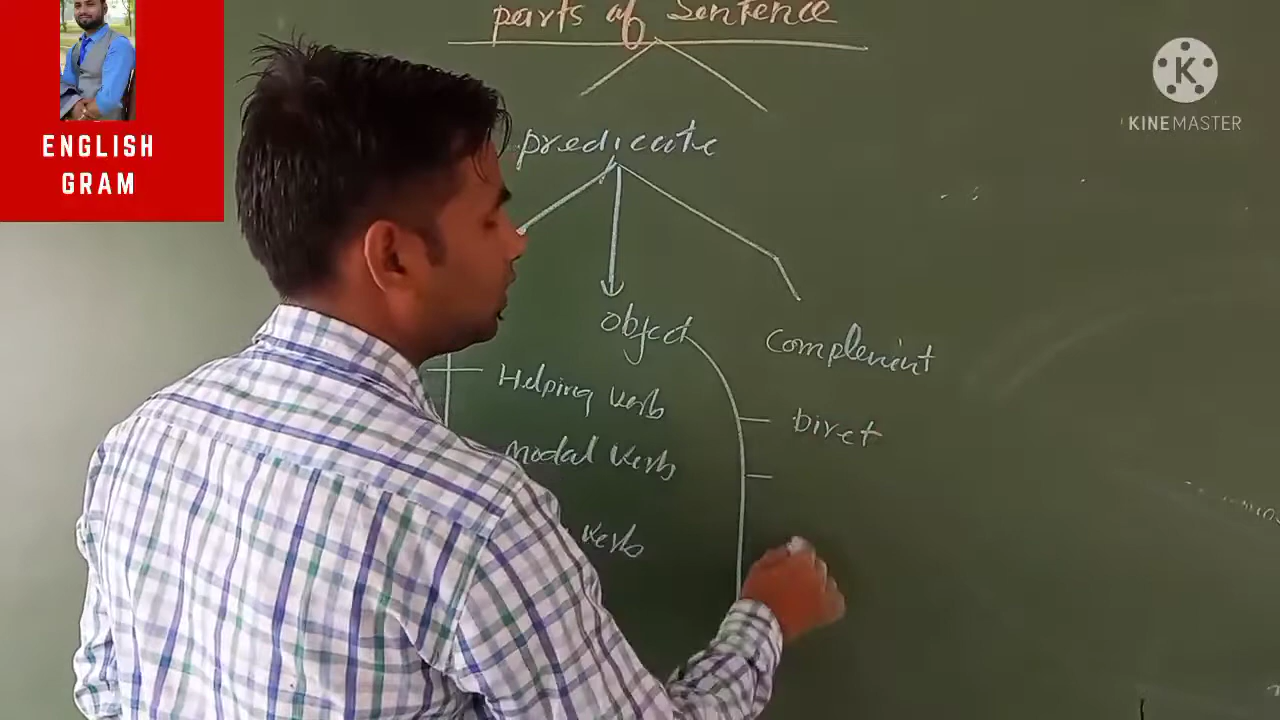 parts of Sentence
ENGLISH
GRAM
KINEMASTER
predicate
object
complement
Helping verb
Direct
modal verb
verb